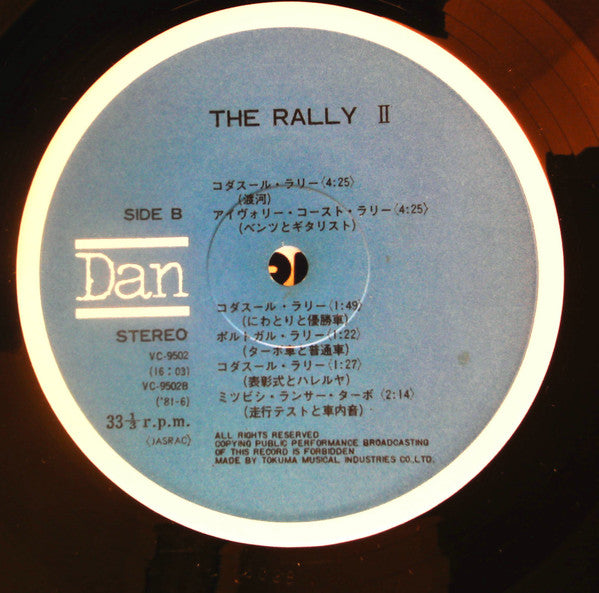 THE RALLY Ⅱ
コダスール・ラリー〈4:25〉
(渡河)
アイヴォリー・コースト・ラリー〈4:25〉
(ベンツとギタリスト)
SIDE B
Dan
STEREO
VC-9502
(16:03)
VC-9502B
('81-6)
33⅓ r.p.m.
(JASRAC)
コダスール・ラリー〈1:49〉
(にわとりと優勝車)
ポルトガル・ラリー〈1:22〉
(ターボ車と普通車)
コダスール・ラリー〈1:27〉
(表彰式とハレルヤ)
ミツビシ・ランサー・ターボ〈2:14〉
(走行テストと車内音)
ALL RIGHTS RESERVED
COPYING PUBLIC PERFORMANCE BROADCASTING
OF THIS RECORD IS FORBIDDEN
MADE BY TOKUMA MUSICAL INDUSTRIES CO.,LTD.